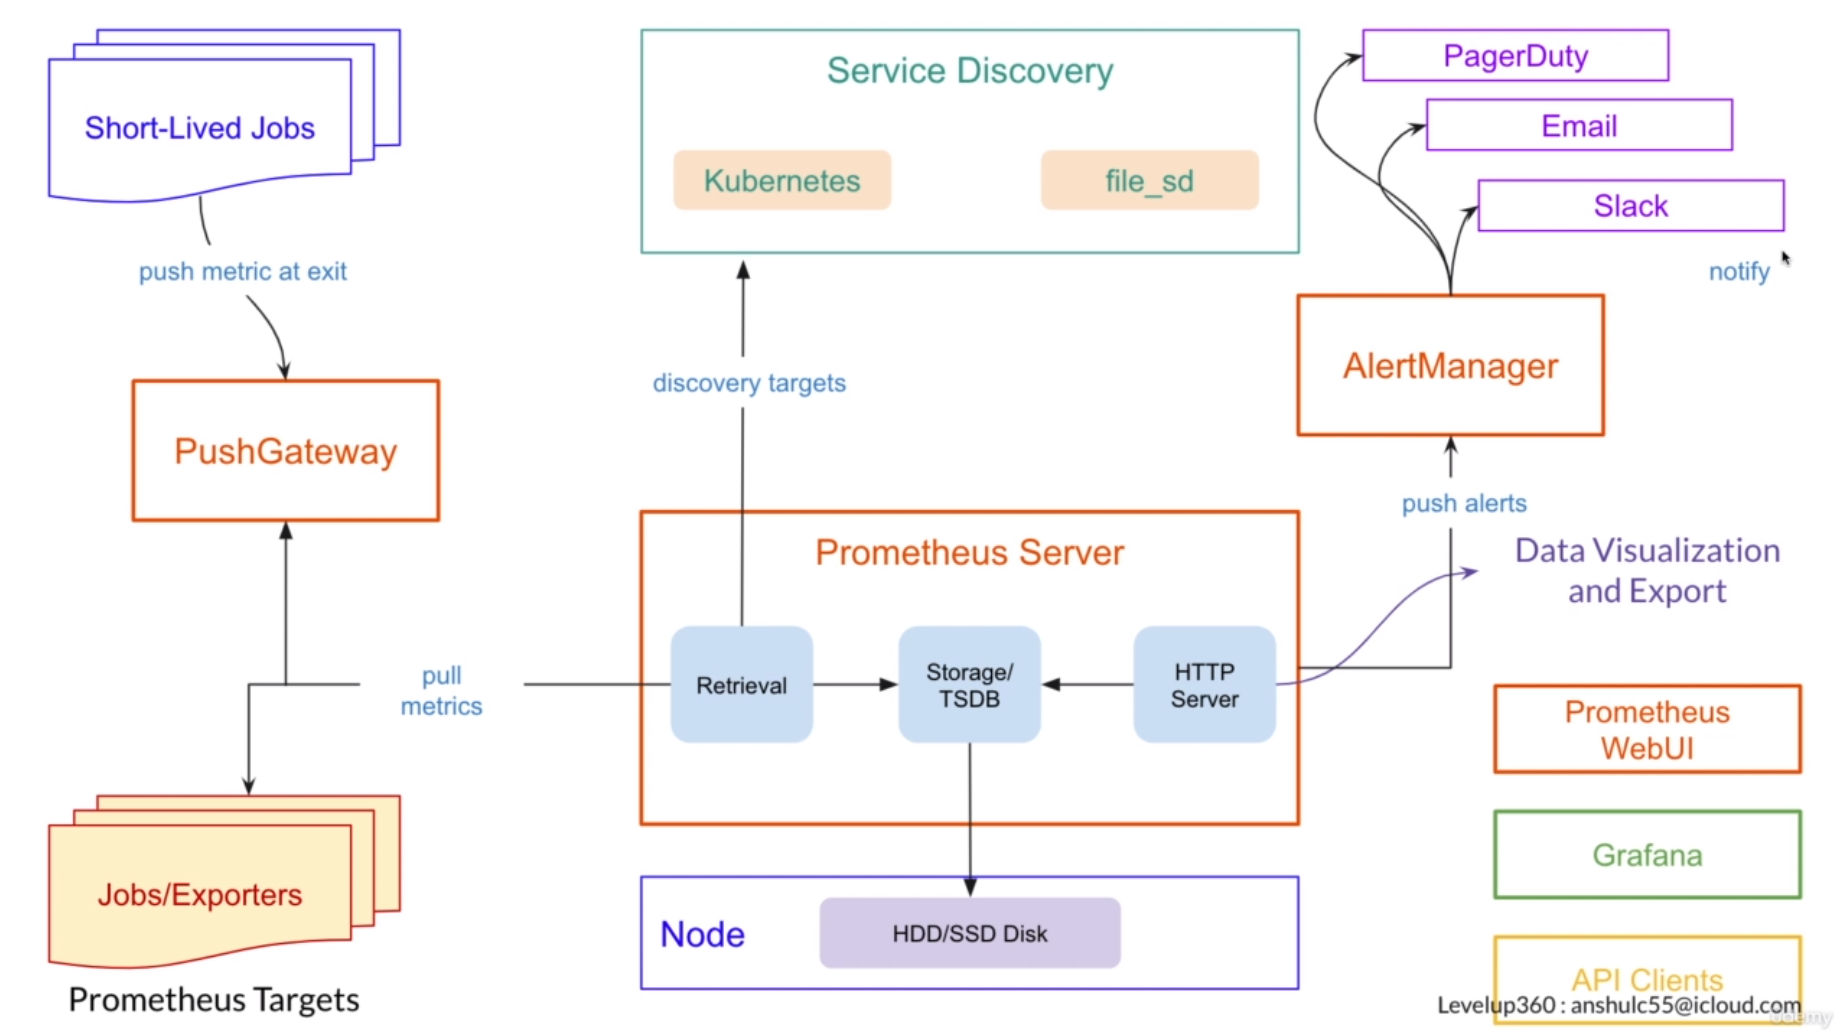 Short-Lived Jobs
push metric at exit
PushGateway
pull
metrics
Jobs/Exporters
Prometheus Targets
Service Discovery
Kubernetes
file_sd
discovery targets
Prometheus Server
Retrieval
Storage/
TSDB
HTTP
Server
Node
HDD/SSD Disk
PagerDuty
Email
Slack
notify
AlertManager
push alerts
Data Visualization
and Export
Prometheus
WebUI
Grafana
API Clients
Levelup360 : anshulc55@icloud.com
udemy